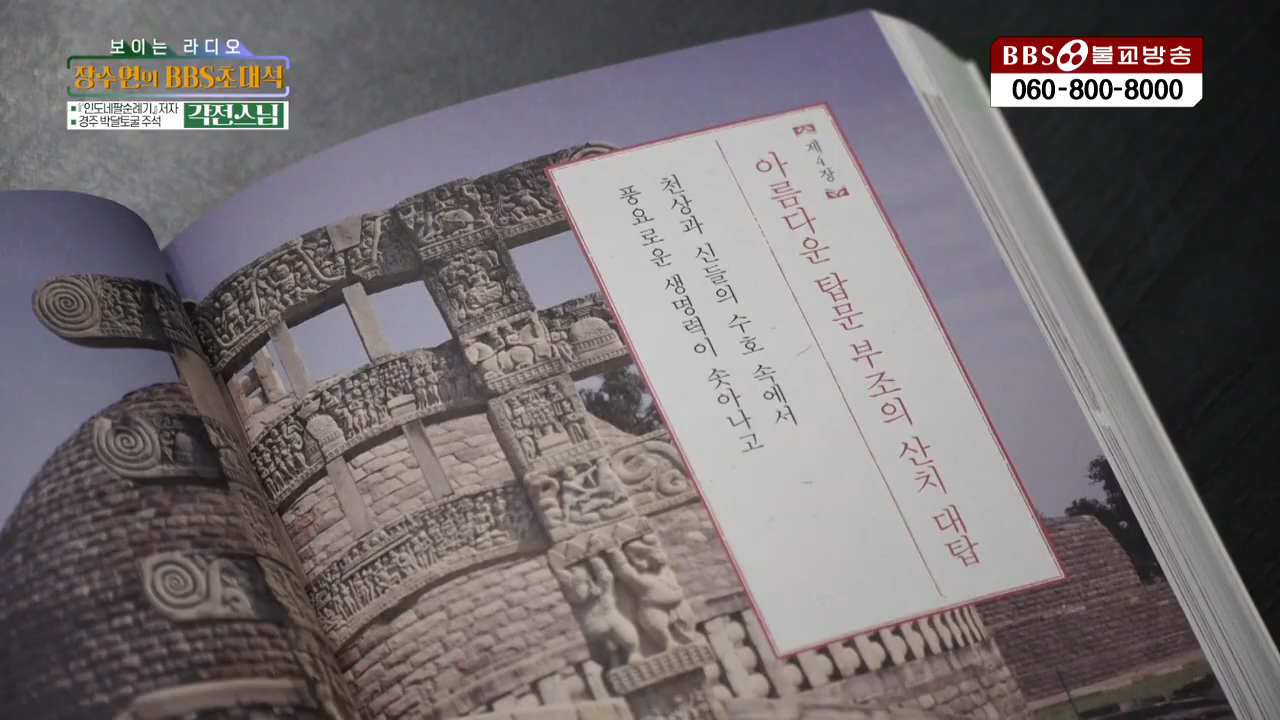 보이는 라디오
장수연의 BBS초대석
『인도네팔순례기』 저자
경주 박달토굴 주석
각전스님
BBS 불교방송
060-800-8000
제4장
아름다운 탑문 부조의 산치 대탑
천상과 신들의 수호 속에서
풍요로운 생명력이 솟아나고